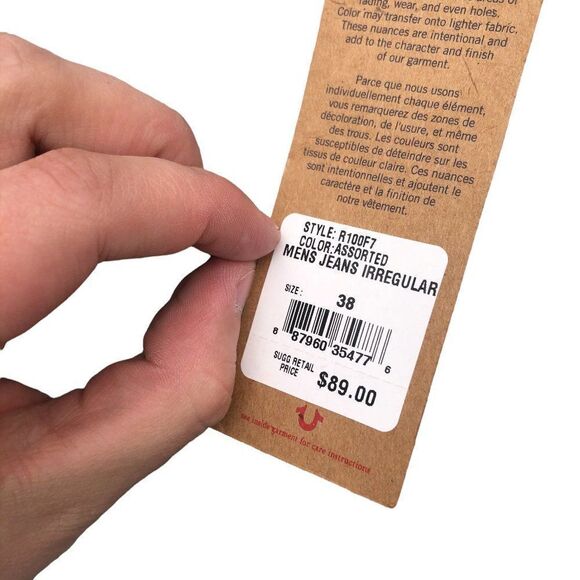 fading, wear, and even holes.
Color may transfer onto lighter fabric.
These nuances are intentional and
add to the character and finish
of our garment.
Parce que nous usons
individuellement chaque élément,
vous remarquerez des zones de
décoloration, de l'usure, et même
des trous. Les couleurs sont
susceptibles de déteindre sur les
tissus de couleur claire. Ces nuances
sont intentionnelles et ajoutent le
caractère et la finition de
notre vêtement.
STYLE: R100F7
COLOR:ASSORTED
MENS JEANS IRREGULAR
SIZE: 38
6 87960 35477 6
SUGG RETAIL
PRICE $89.00
see inside garment for care instructions